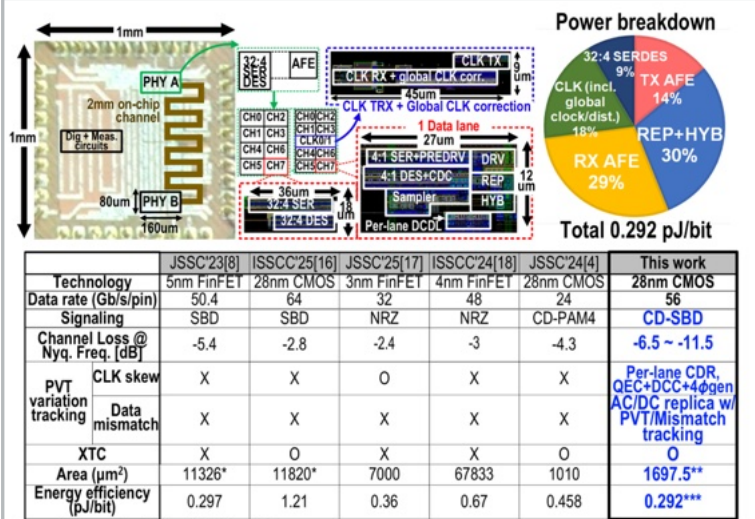 1mm
1mm
PHY A
2mm on-chip
channel
Dig + Meas.
circuits
80um
PHY B
160um
32:4
SER
DES
AFE
CH0 CH2
CH1 CH3
CH4 CH6
CH5 CH7
CH0 CH2
CH1 CH3
CLK0/1
CH4 CH6
CH5 CH7
CLK TX
CLK RX + global CLK corr.
9
um
45um
CLK TRX + Global CLK correction
1 Data lane
27um
4:1 SER+PREDRV
DRV
4:1 DES+CDC
REP
Sampler
HYB
Per-lane DCDL
12
um
36um
32:4 SER
32:4 DES
18
um
Power breakdown
32:4 SERDES
9%
TX AFE
14%
CLK (incl.
global
clock/dist.)
18%
REP+HYB
30%
RX AFE
29%
Total 0.292 pJ/bit
JSSC'23[8] ISSCC'25[16] JSSC'25[17] ISSCC'24[18] JSSC'24[4] This work
Technology 5nm FinFET 28nm CMOS 3nm FinFET 4nm FinFET 28nm CMOS 28nm CMOS
Data rate (Gb/s/pin) 50.4 64 32 48 24 56
Signaling SBD SBD NRZ NRZ CD-PAM4 CD-SBD
Channel Loss @
Nyq. Freq. [dB] -5.4 -2.8 -2.4 -3 -4.3 -6.5 ~ -11.5
PVT
variation
tracking
CLK skew X X O X X Per-lane CDR,
QEC+DCC+4ϕgen
Data
mismatch X X X X X AC/DC replica w/
PVT/Mismatch
tracking
XTC X O X X O O
Area (μm²) 11326* 11820* 7000 67833 1010 1697.5**
Energy efficiency
(pJ/bit) 0.297 1.21 0.36 0.67 0.458 0.292***